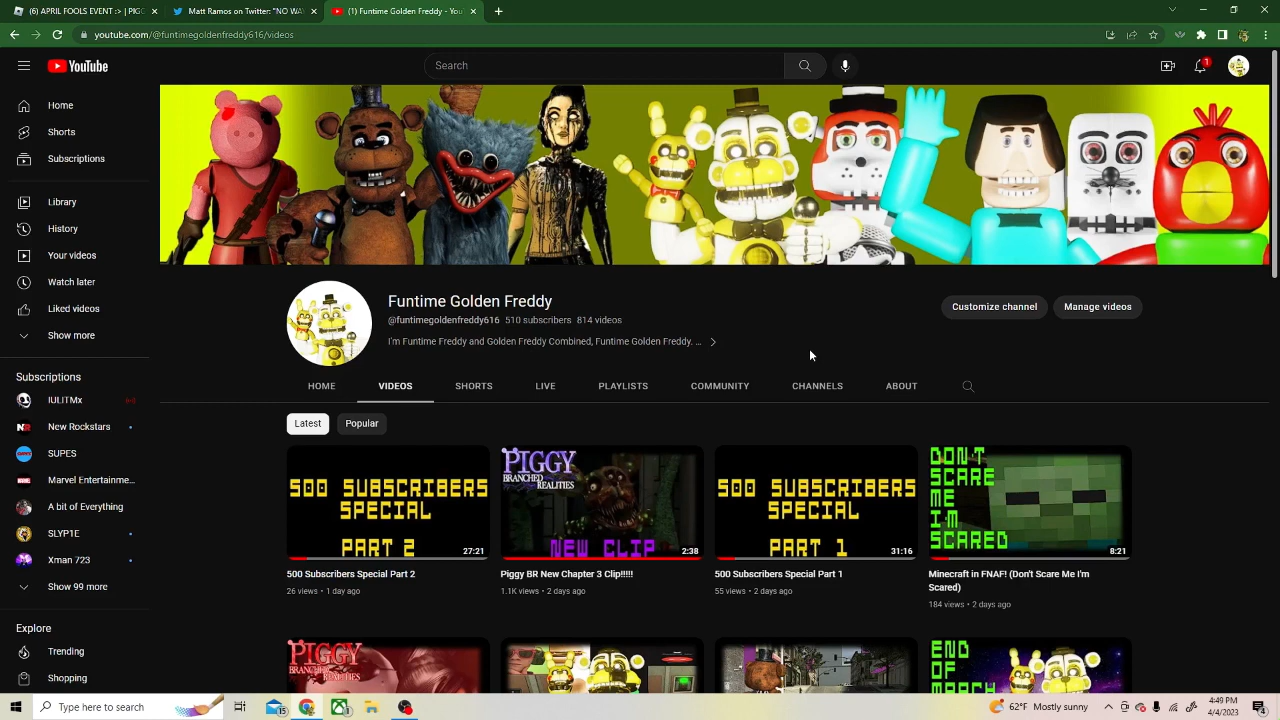 (6) APRIL FOOLS EVENT :> | PIGG
Matt Ramos on Twitter: "NO WA
(1) Funtime Golden Freddy - You
youtube.com/@funtimegoldenfreddy616/videos
YouTube
Search
1
Home
Shorts
Subscriptions
Library
History
Your videos
Watch later
Liked videos
Show more
Subscriptions
IULITMx
New Rockstars
SUPES
Marvel Entertainme...
A bit of Everything
SLYP1E
Xman 723
Show 99 more
Explore
Trending
Shopping
Funtime Golden Freddy
@funtimegoldenfreddy616 510 subscribers 814 videos
I'm Funtime Freddy and Golden Freddy Combined, Funtime Golden Freddy. ...
Customize channel
Manage videos
HOME VIDEOS SHORTS LIVE PLAYLISTS COMMUNITY CHANNELS ABOUT
Latest
Popular
500 SUBSCRIBERS
SPECIAL
PART 2
27:21
500 Subscribers Special Part 2
26 views • 1 day ago
PIGGY
BRANCHED REALITIES
NEW CLIP
2:38
Piggy BR New Chapter 3 Clip!!!!!
1.1K views • 2 days ago
500 SUBSCRIBERS
SPECIAL
PART 1
31:16
500 Subscribers Special Part 1
55 views • 2 days ago
DON'T
SCARE
ME
I'M
SCARED
8:21
Minecraft in FNAF! (Don't Scare Me I'm
Scared)
184 views • 2 days ago
PIGGY
BRANCHED REALITIES
END
OF
MARCH
Type here to search
15
1
62°F Mostly sunny
4:49 PM
4/4/2023
4